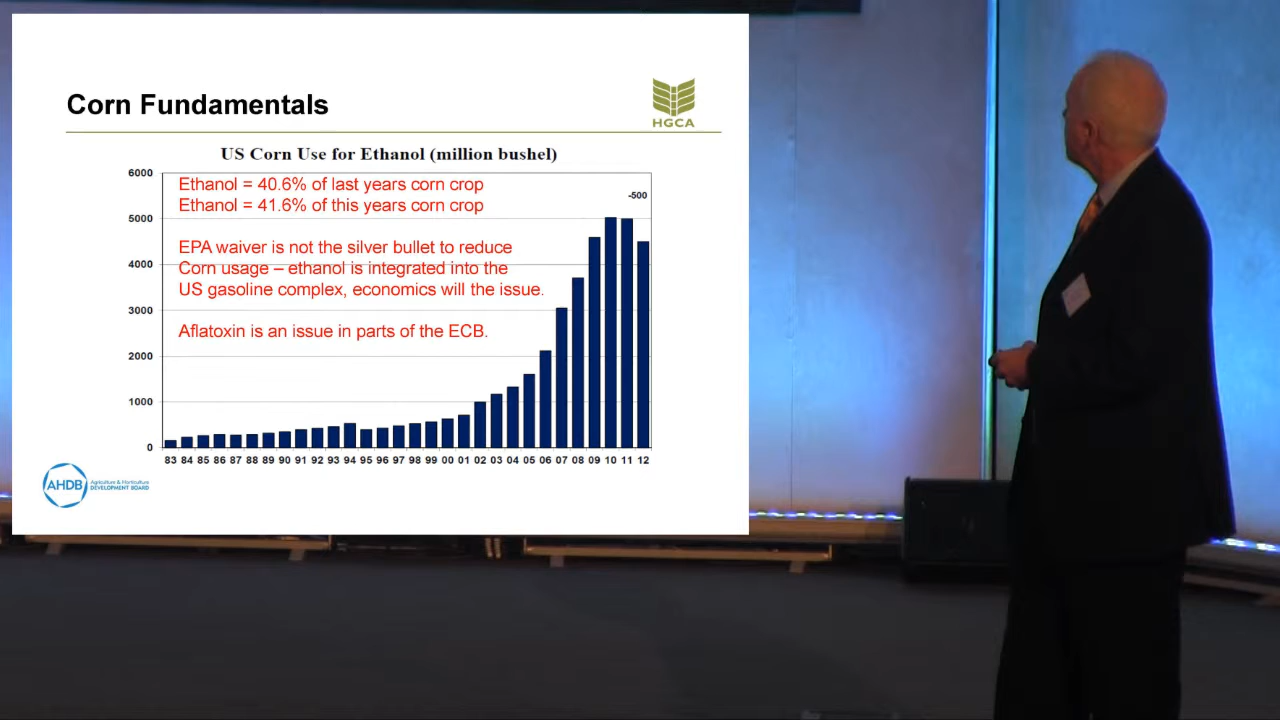 Corn Fundamentals
HGCA
US Corn Use for Ethanol (million bushel)
6000
5000
4000
3000
2000
1000
0
Ethanol = 40.6% of last years corn crop
Ethanol = 41.6% of this years corn crop
EPA waiver is not the silver bullet to reduce
Corn usage – ethanol is integrated into the
US gasoline complex, economics will the issue.
Aflatoxin is an issue in parts of the ECB.
-500
83 84 85 86 87 88 89 90 91 92 93 94 95 96 97 98 99 00 01 02 03 04 05 06 07 08 09 10 11 12
AHDB
Agriculture & Horticulture
DEVELOPMENT BOARD